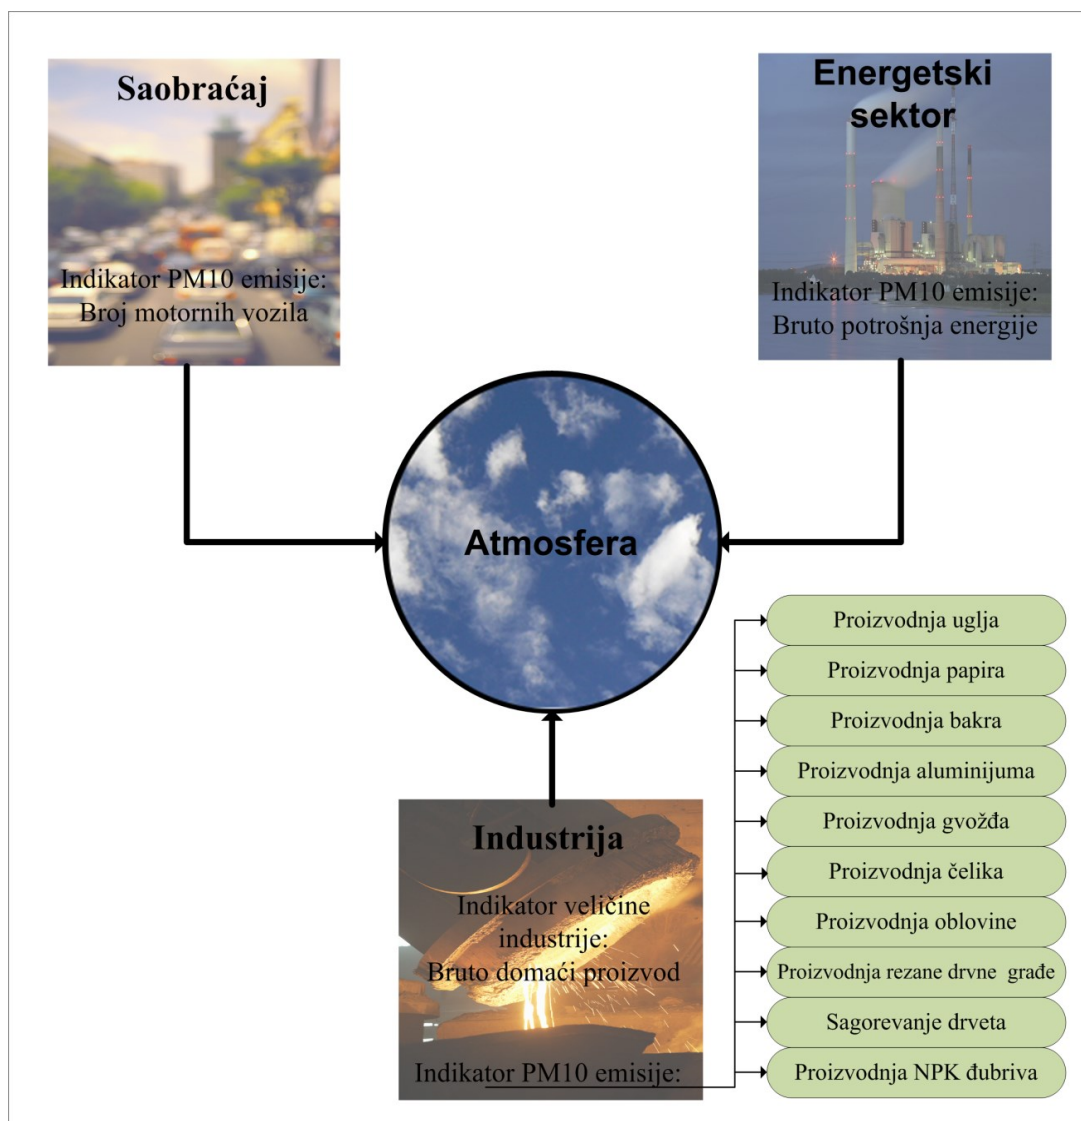 Saobraćaj
Indikator PM10 emisije:
Broj motornih vozila
Energetski
sektor
Indikator PM10 emisije:
Bruto potrošnja energije
Atmosfera
Industrija
Indikator veličine
industrije:
Bruto domaći proizvod
Indikator PM10 emisije:
Proizvodnja uglja
Proizvodnja papira
Proizvodnja bakra
Proizvodnja aluminijuma
Proizvodnja gvožđa
Proizvodnja čelika
Proizvodnja oblovine
Proizvodnja rezane drvne građe
Sagorevanje drveta
Proizvodnja NPK đubriva